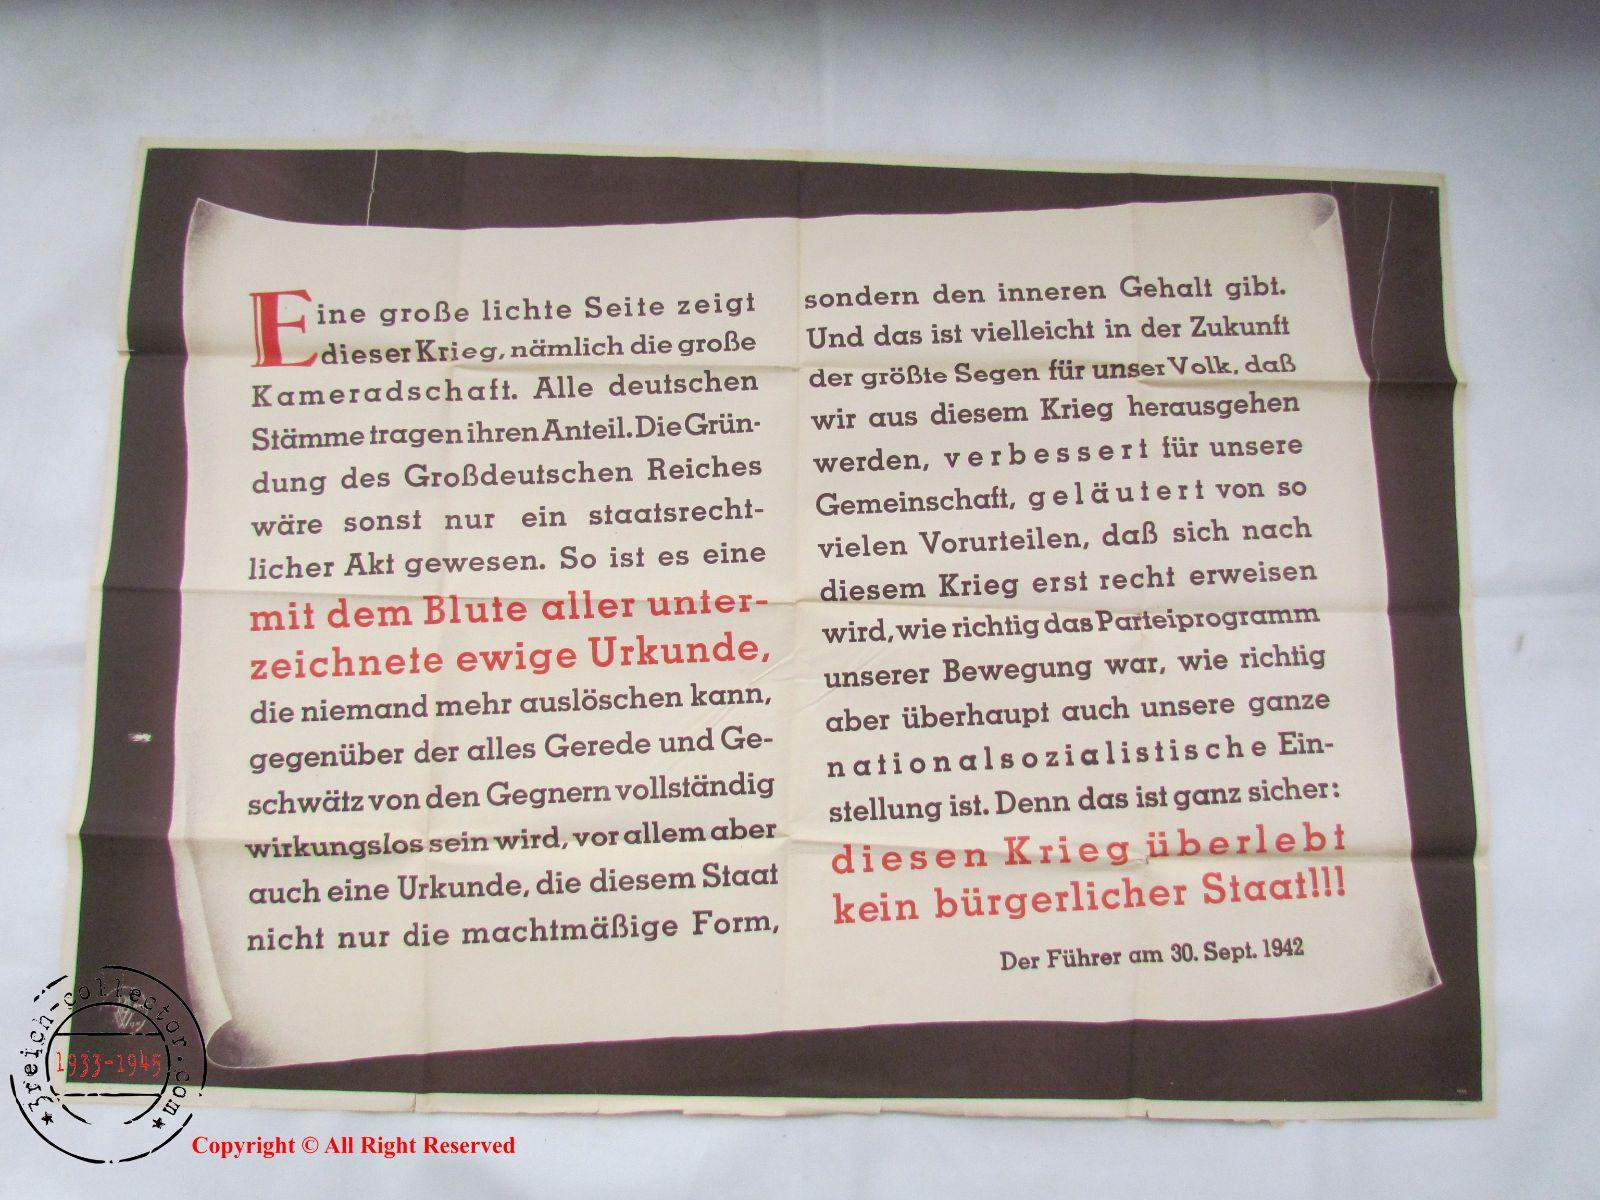 Eine große lichte Seite zeigt
dieser Krieg, nämlich die große
Kameradschaft. Alle deutschen
Stämme tragen ihren Anteil. Die Grün-
dung des Großdeutschen Reiches
wäre sonst nur ein staatsrecht-
licher Akt gewesen. So ist es eine
mit dem Blute aller unter-
zeichnete ewige Urkunde,
die niemand mehr auslöschen kann,
gegenüber der alles Gerede und Ge-
schwätz von den Gegnern vollständig
wirkungslos sein wird, vor allem aber
auch eine Urkunde, die diesem Staat
nicht nur die machtmäßige Form,
sondern den inneren Gehalt gibt.
Und das ist vielleicht in der Zukunft
der größte Segen für unser Volk, daß
wir aus diesem Krieg herausgehen
werden, verbessert für unsere
Gemeinschaft, geläutert von so
vielen Vorurteilen, daß sich nach
diesem Krieg erst recht erweisen
wird, wie richtig das Parteiprogramm
unserer Bewegung war, wie richtig
aber überhaupt auch unsere ganze
nationalsozialistische Ein-
stellung ist. Denn das ist ganz sicher:
diesen Krieg überlebt
kein bürgerlicher Staat!!!
Der Führer am 30. Sept. 1942
3reich-collector.com
1933-1945
Copyright © All Right Reserved